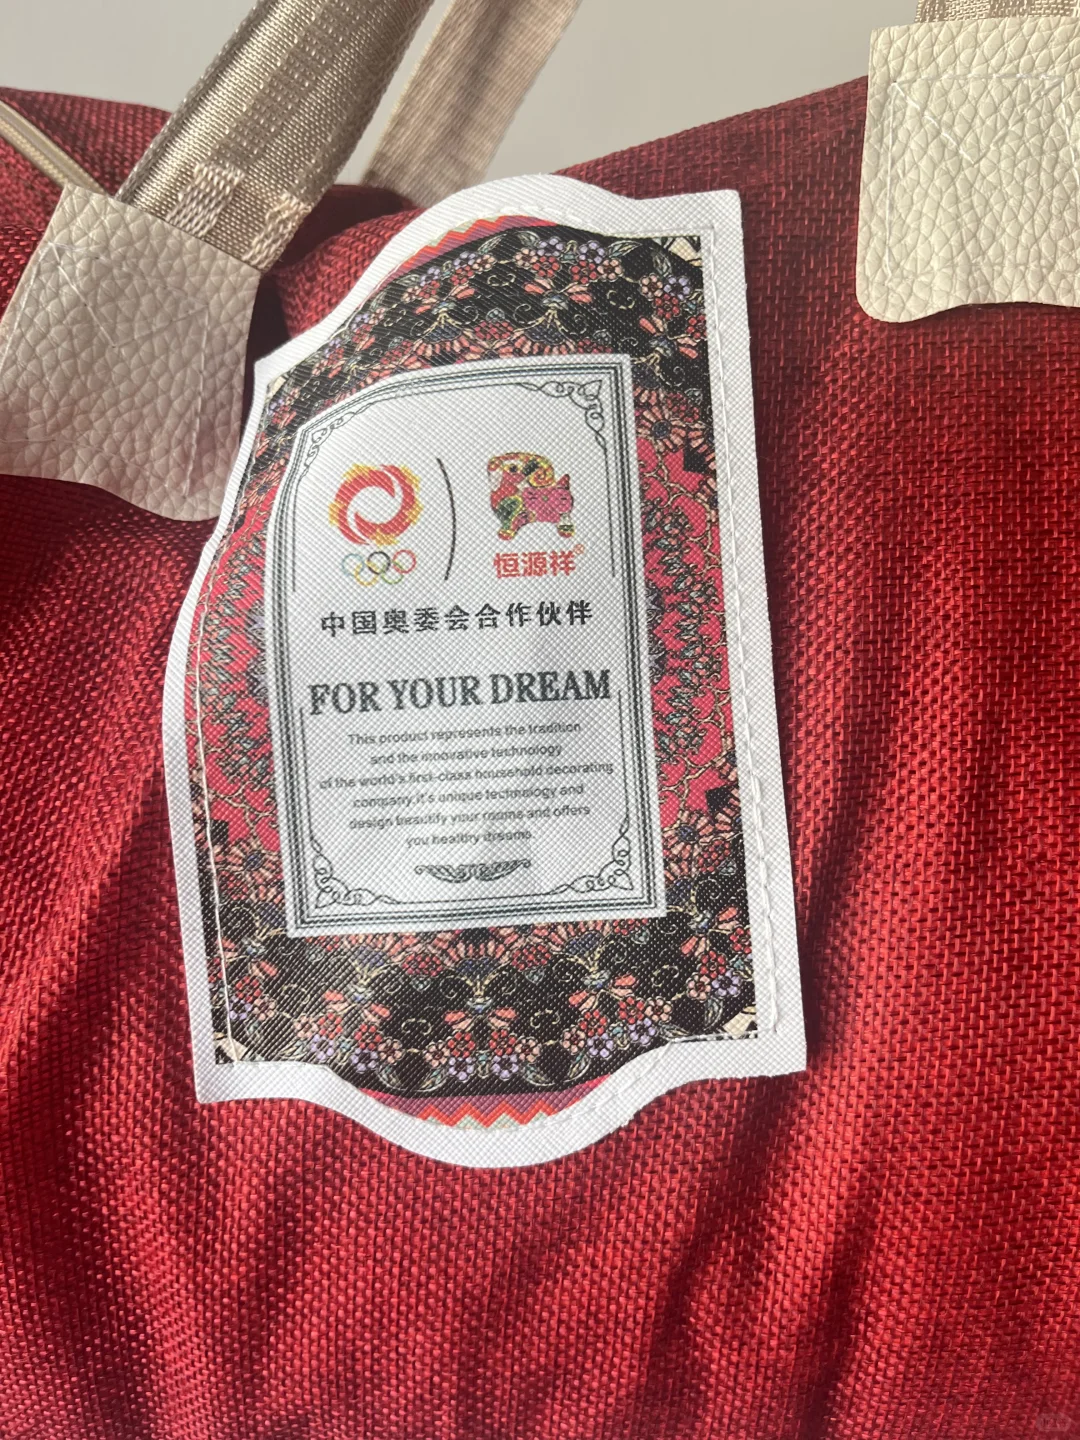 恒源祥®
中国奥委会合作伙伴
FOR YOUR DREAM
This product represents the tradition
and the innovative technology
of the world's first-class household decorating
company.it's unique technology and
design beautify your rooms and offers
you healthy dreams.